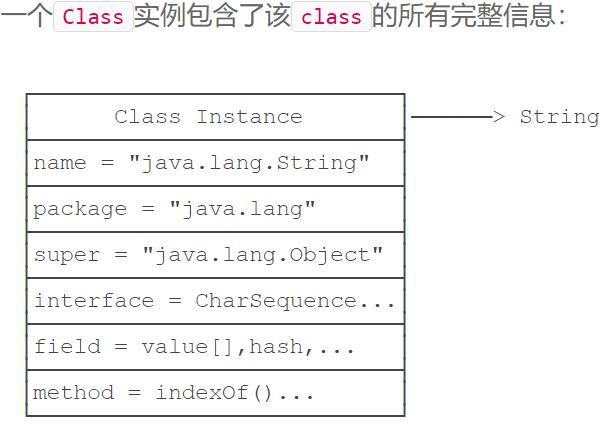 一个Class实例包含了该class的所有完整信息：
Class Instance ───────> String
name = "java.lang.String"
package = "java.lang"
super = "java.lang.Object"
interface = CharSequence...
field = value[],hash,...
method = indexOf()...